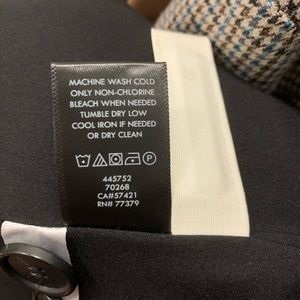 MACHINE WASH COLD
ONLY NON-CHLORINE
BLEACH WHEN NEEDED
TUMBLE DRY LOW
COOL IRON IF NEEDED
OR DRY CLEAN
445752
70268
CA#57421
RN# 77379